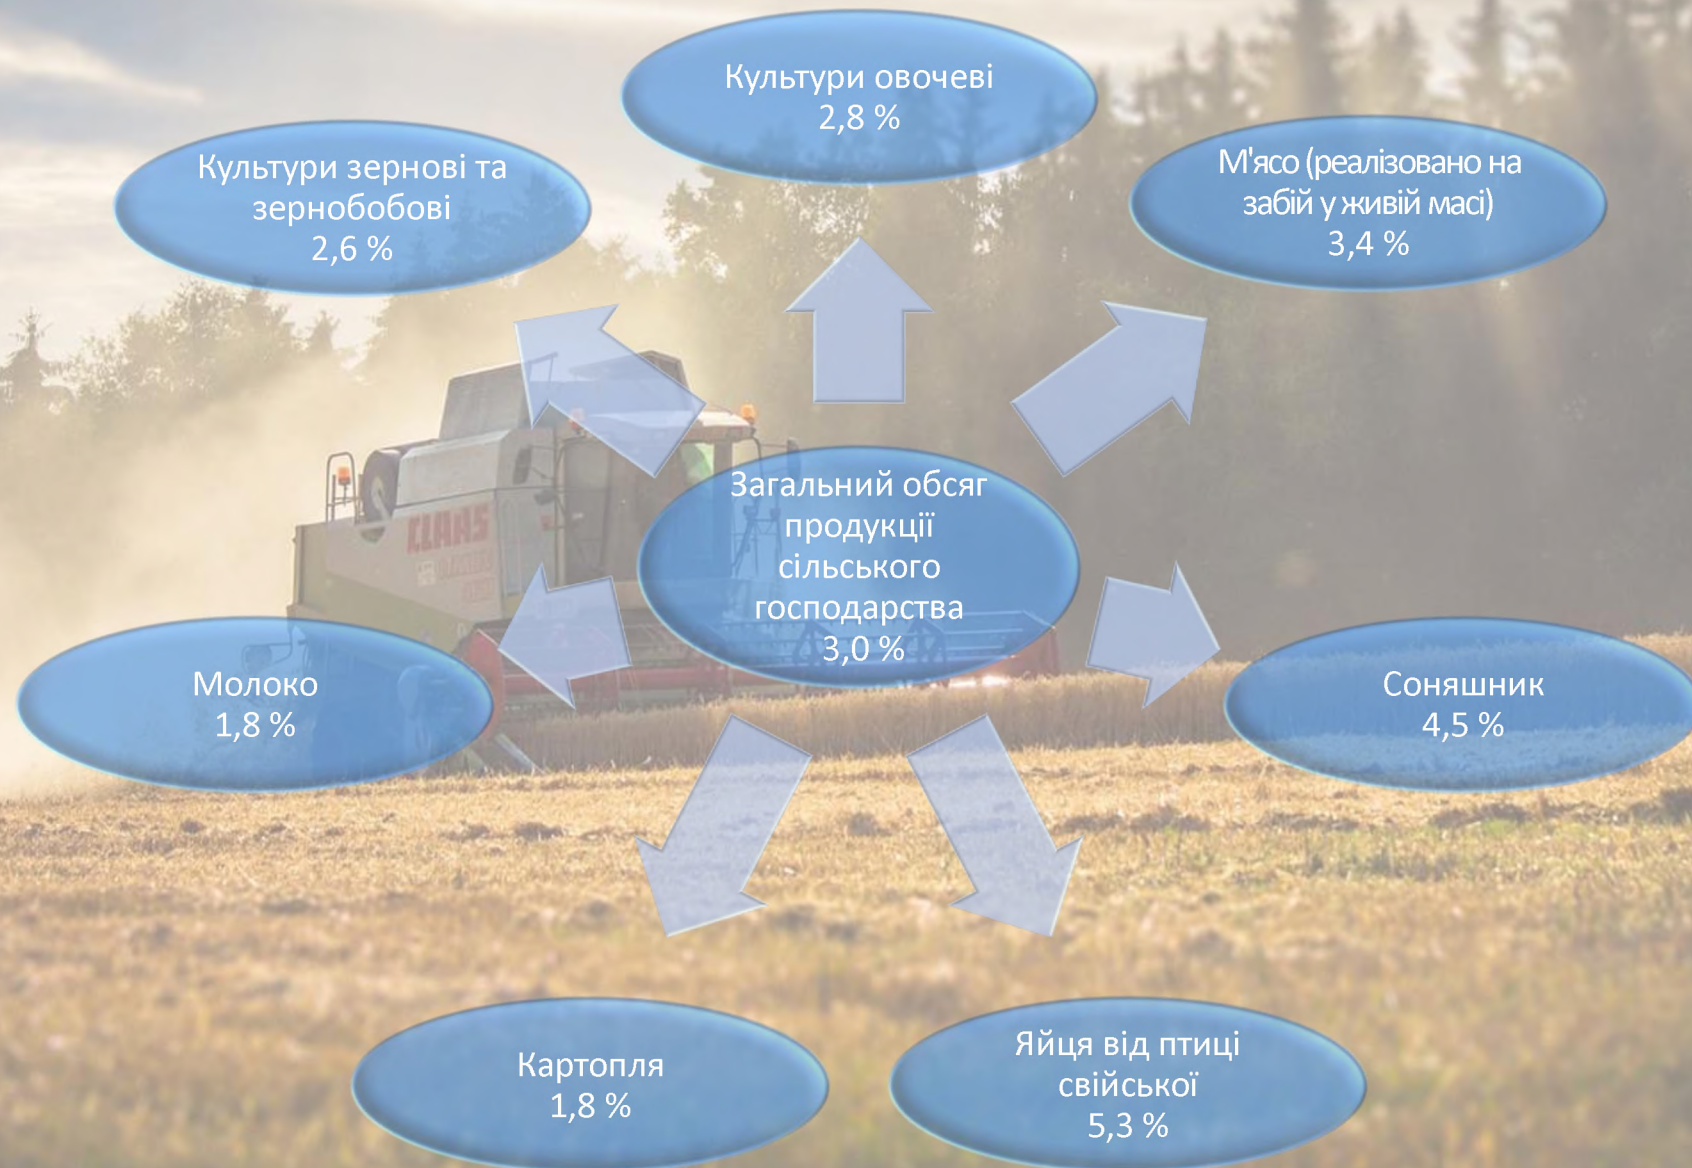 Культури овочеві
2,8 %
Культури зернові та
зернобобові
2,6 %
М'ясо (реалізовано на
забій у живій масі)
3,4 %
Загальний обсяг
продукції
сільського
господарства
3,0 %
Молоко
1,8 %
Соняшник
4,5 %
Картопля
1,8 %
Яйця від птиці
свійської
5,3 %
CLAAS